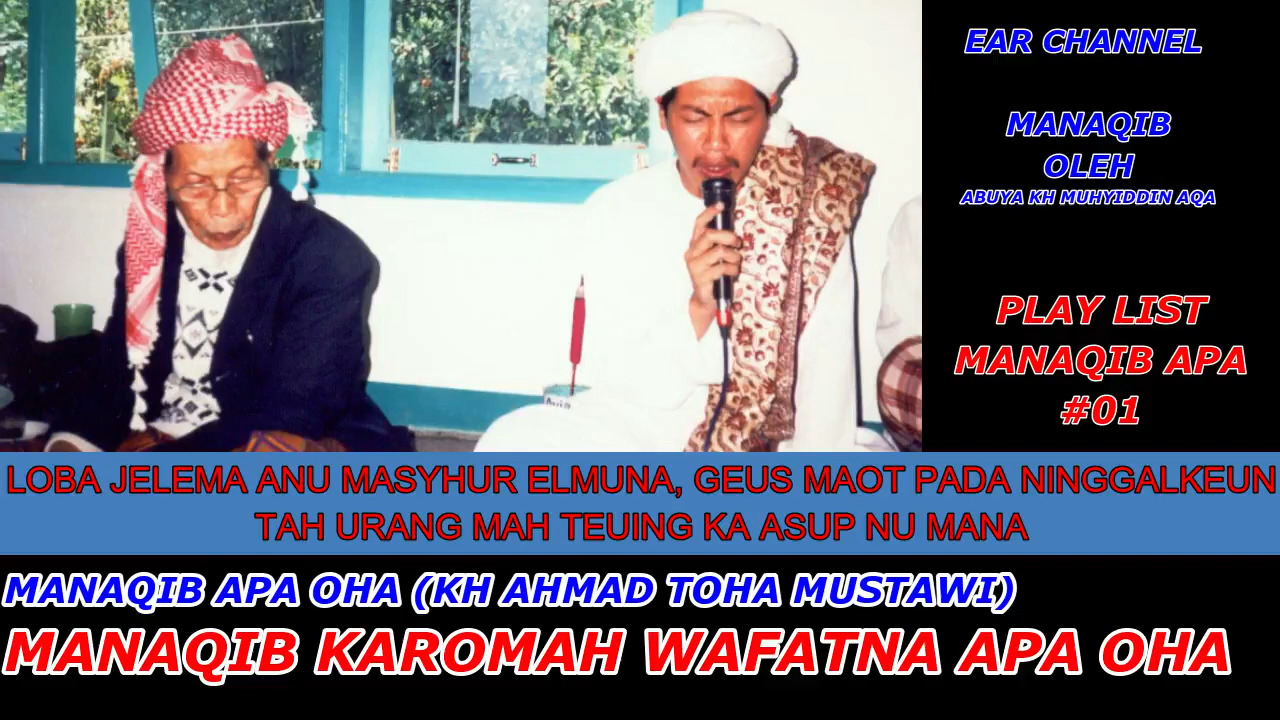 EAR CHANNEL
MANAQIB
OLEH
ABUYA KH MUHYIDDIN AQA
PLAY LIST
MANAQIB APA
#01
LOBA JELEMA ANU MASYHUR ELMUNA, GEUS MAOT PADA NINGGALKEUN
TAH URANG MAH TEUING KA ASUP NU MANA
MANAQIB APA OHA (KH AHMAD TOHA MUSTAWI)
MANAQIB KAROMAH WAFATNA APA OHA